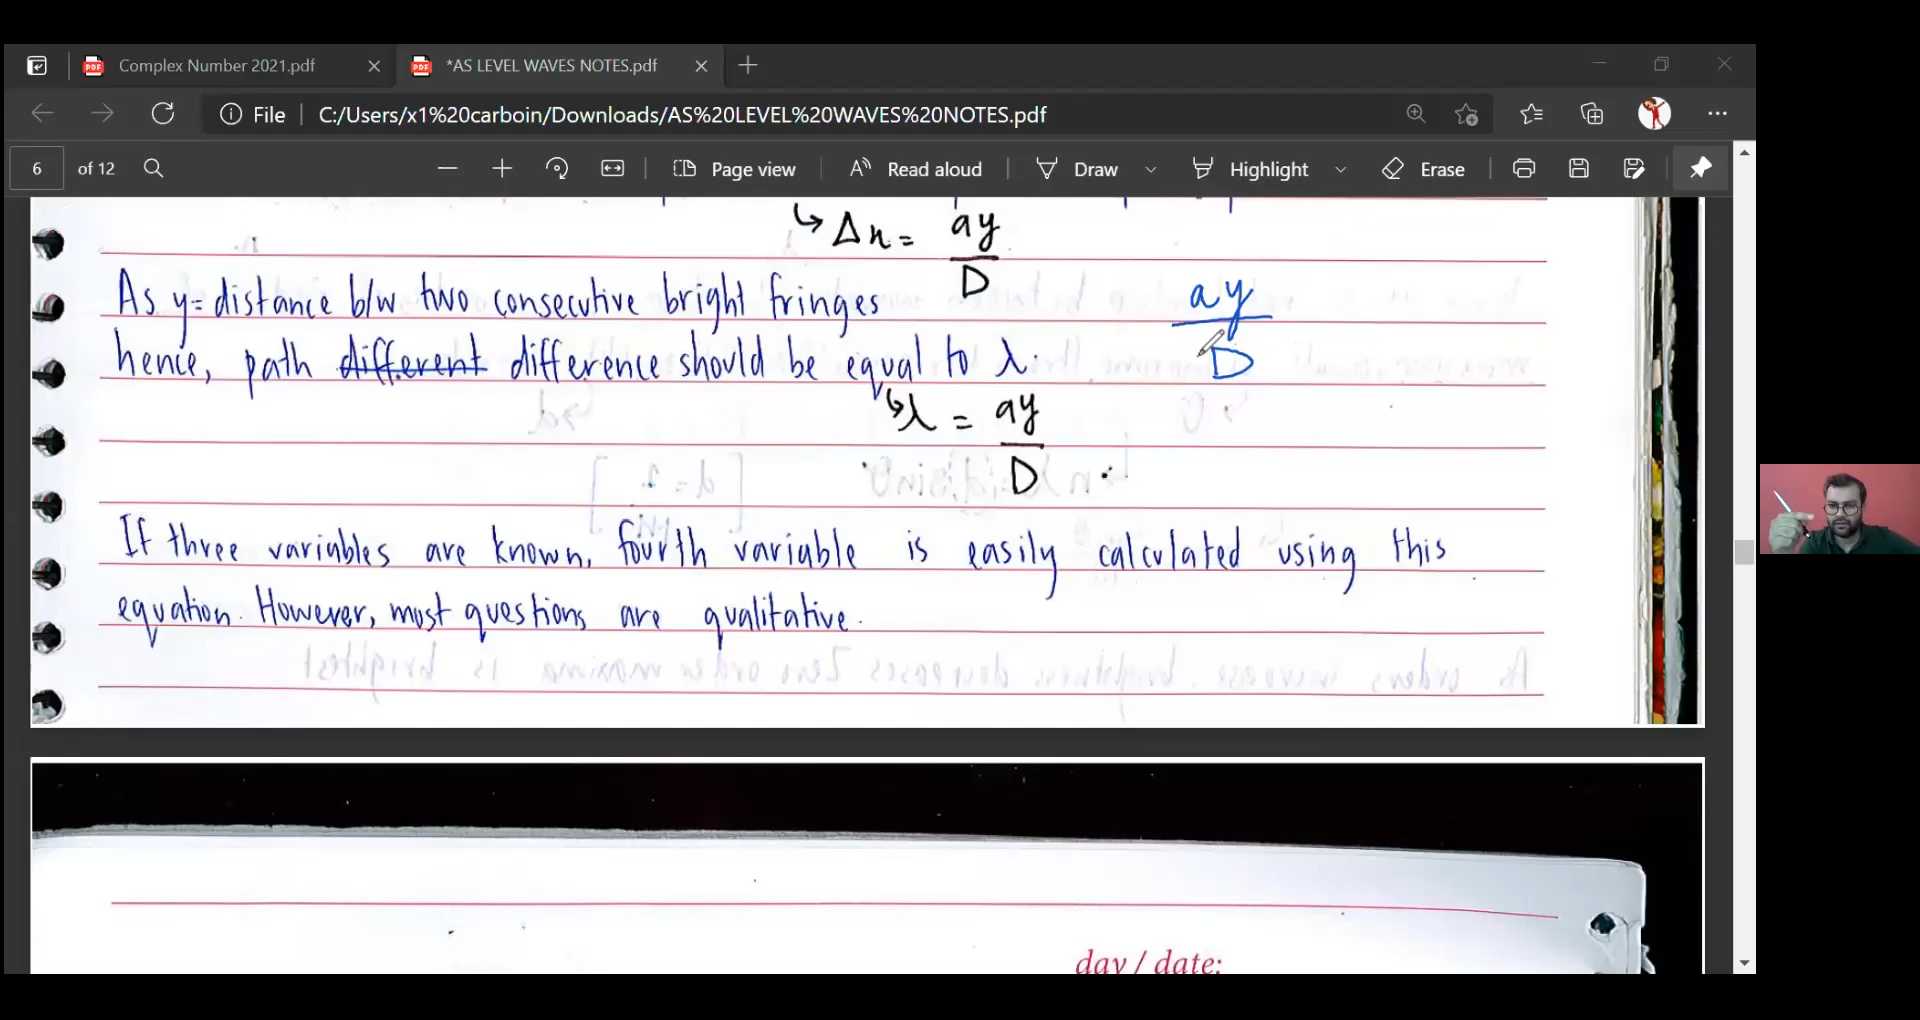 Complex Number 2021.pdf
*AS LEVEL WAVES NOTES.pdf
File | C:/Users/x1%20carboin/Downloads/AS%20LEVEL%20WAVES%20NOTES.pdf
6 of 12
Page view
Read aloud
Draw
Highlight
Erase
↳ Δx = ay/D
As y = distance b/w two consecutive bright fringes
ay/D
hence, path different difference should be equal to λ.
↳ λ = ay/D
If three variables are known, fourth variable is easily calculated using this
equation. However, most questions are qualitative.
day / date: